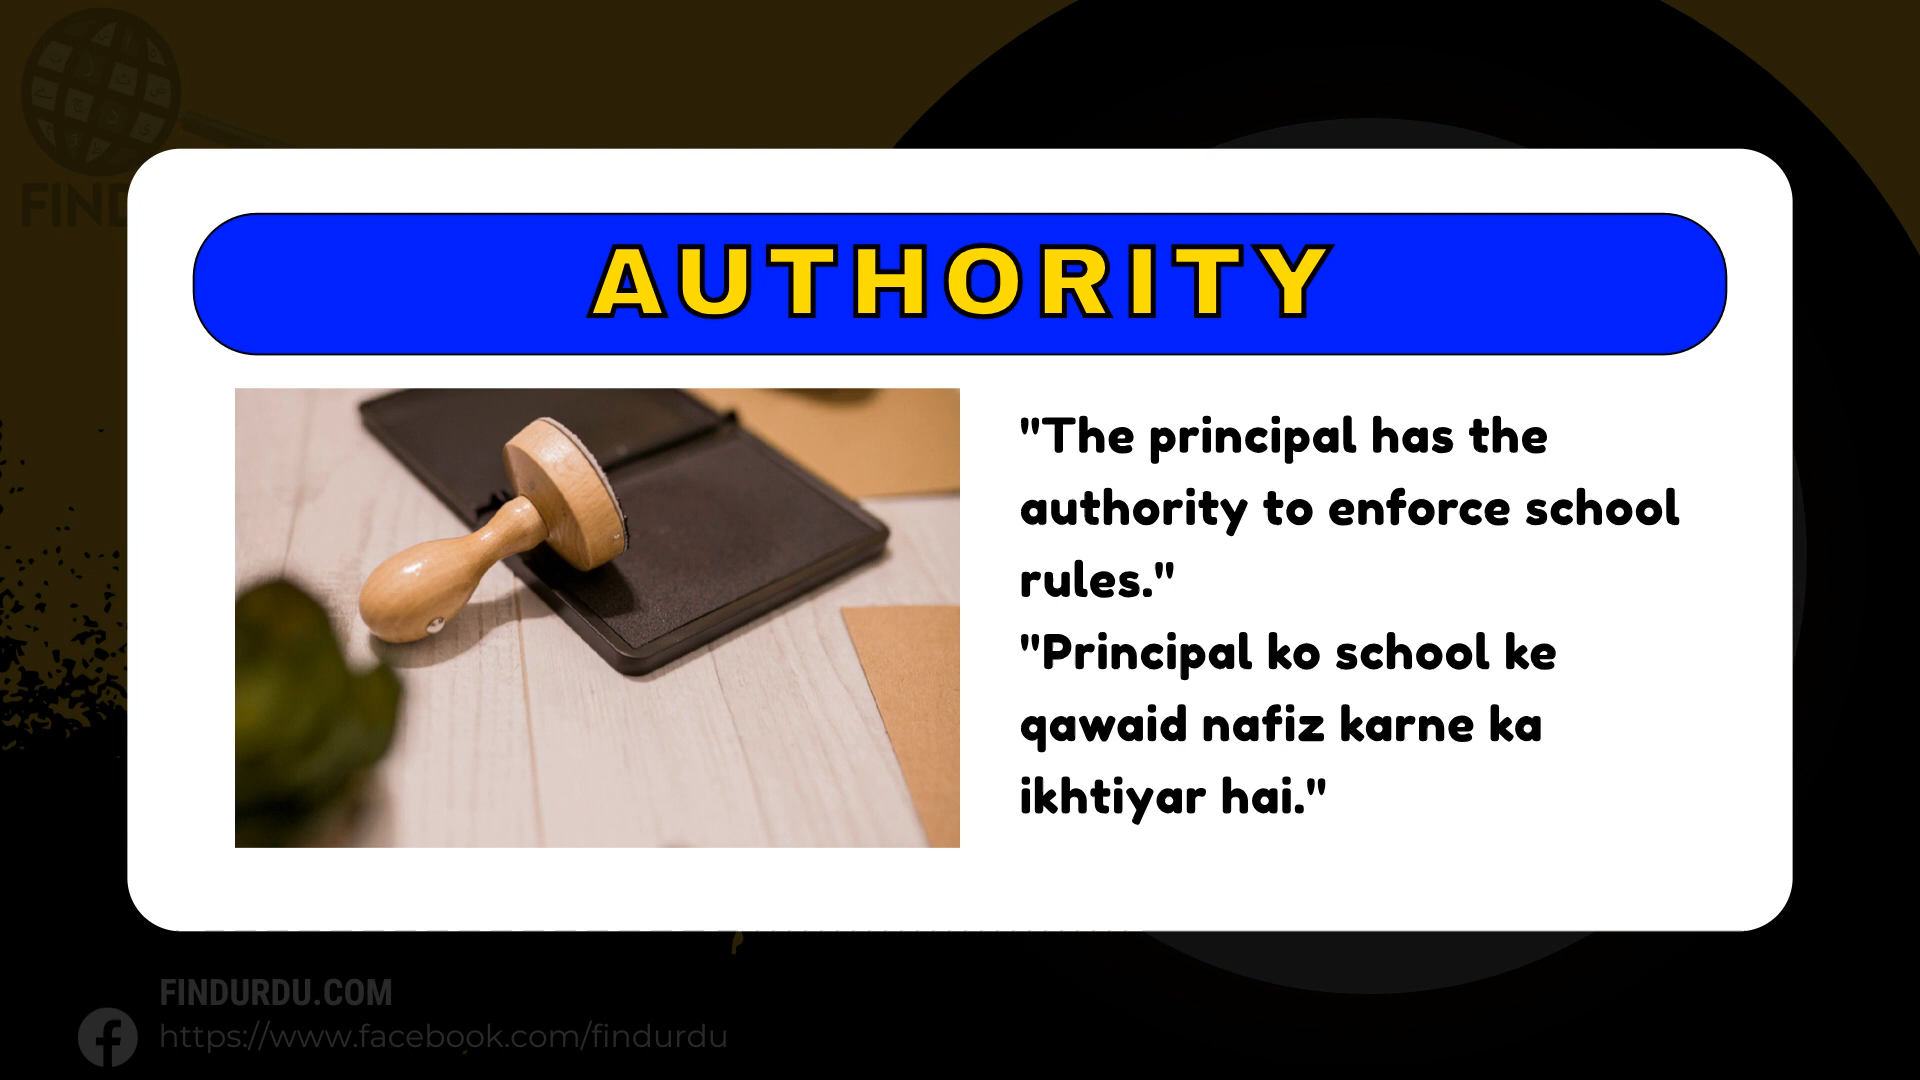 FIND
AUTHORITY
"The principal has the
authority to enforce school
rules."
"Principal ko school ke
qawaid nafiz karne ka
ikhtiyar hai."
FINDURDU.COM
https://www.facebook.com/findurdu